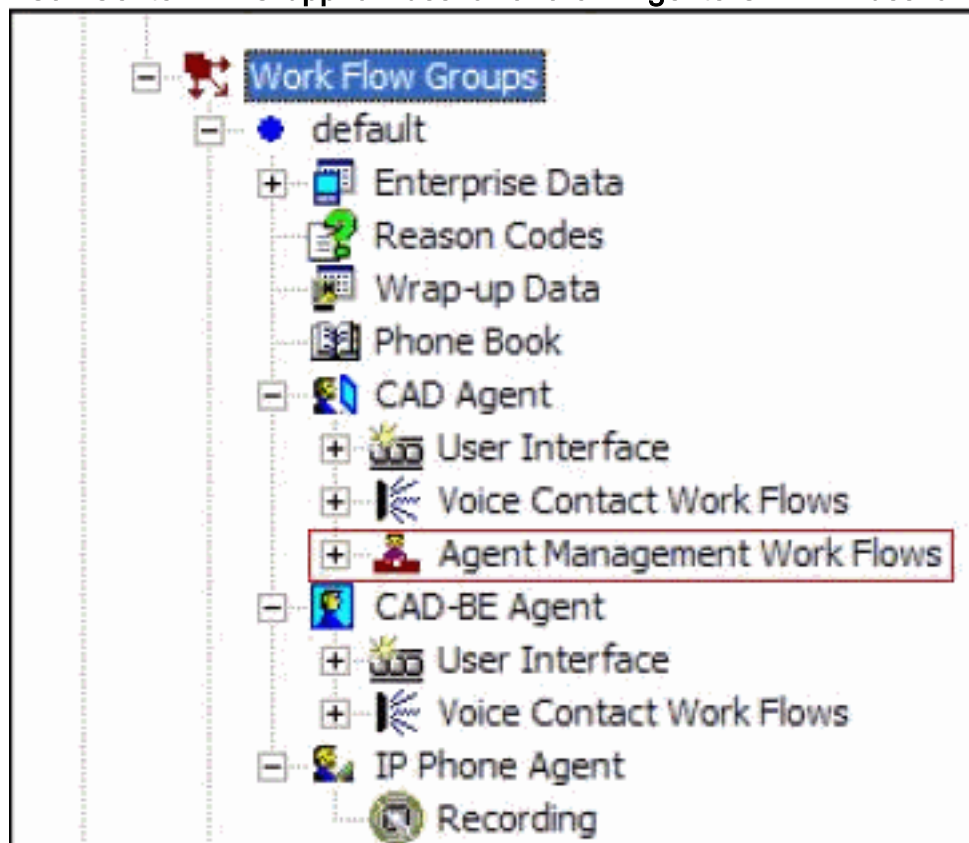 Work Flow Groups
default
Enterprise Data
Reason Codes
Wrap-up Data
Phone Book
CAD Agent
User Interface
Voice Contact Work Flows
Agent Management Work Flows
CAD-BE Agent
User Interface
Voice Contact Work Flows
IP Phone Agent
Recording